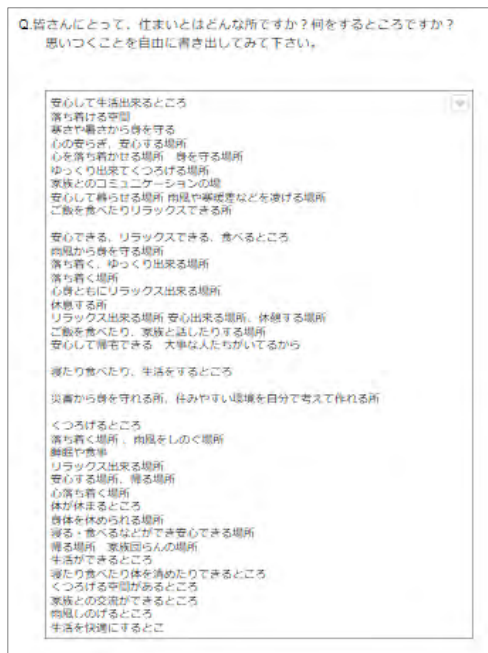 Q.皆さんにとって、住まいとはどんな所ですか？何をするところですか？
思いつくことを自由に書き出してみて下さい。
安心して生活出来るところ
落ち着ける空間
寒さや暑さから身を守る
心の安らぎ、安心する場所
心を落ち着かせる場所　身を守る場所
ゆっくり出来てくつろげる場所
家族とのコミュニケーションの場
安心して暮らせる場所 雨風や寒暖差などを凌げる場所
ご飯を食べたりリラックスできる所
安心できる、リラックスできる、食べるところ
雨風から身を守る場所
落ち着く、ゆっくり出来る場所
落ち着く場所
心身ともにリラックス出来る場所
休息する所
リラックス出来る場所 安心出来る場所、休憩する場所
ご飯を食べたり、家族と話したりする場所
安心して帰宅できる　大事な人たちがいてるから
寝たり食べたり、生活をするところ
災害から身を守れる所、住みやすい環境を自分で考えて作れる所
くつろげるところ
落ち着く場所 、雨風をしのぐ場所
睡眠や食事
リラックス出来る場所
安心する場所、帰る場所
心落ち着く場所
体が休まるところ
身体を休められる場所
寝る・食べるなどができ安心できる場所
帰る場所　家族団らんの場所
生活ができるところ
寝たり食べたり体を清めたりできるところ
くつろげる空間があるところ
家族との交流ができるところ
雨風しのげるところ
生活を快適にするとこ